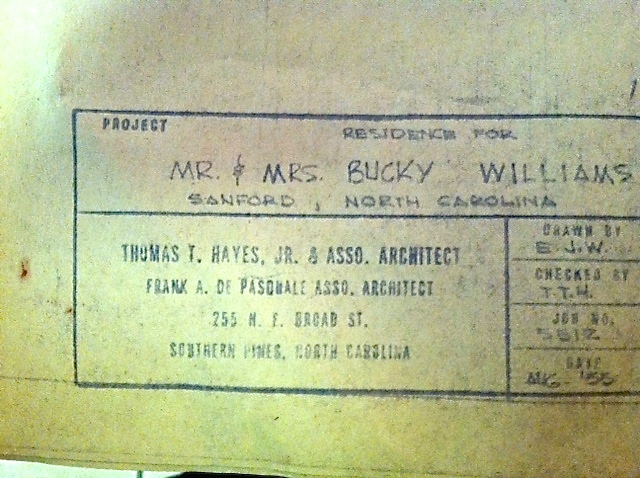 PROJECT
RESIDENCE FOR
MR. & MRS. BUCKY WILLIAMS
SANFORD, NORTH CAROLINA
THOMAS T. HAYES, JR. & ASSO. ARCHITECT
FRANK A. DE PASQUALE ASSO. ARCHITECT
255 N. E. BROAD ST.
SOUTHERN PINES, NORTH CAROLINA
DRAWN BY
E.J.W.
CHECKED BY
T.T.H.
JOB NO.
5512
DATE
AUG. '55